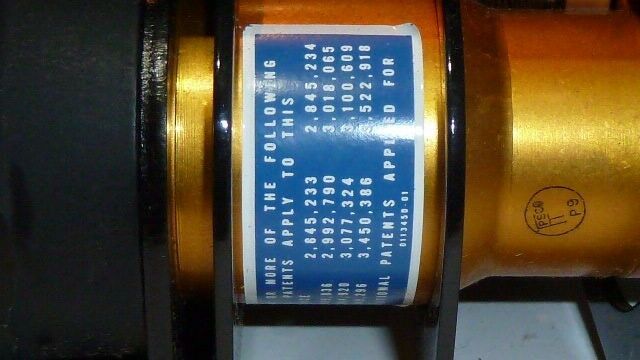 MORE OF THE FOLLOWING
PATENTS APPLY TO THIS
2,845,233 2,845,234
2,992,790 3,018,065
3,077,324 3,100,609
3,450,386 3,522,918
PATENTS APPLIED FOR
0113450-01
P9